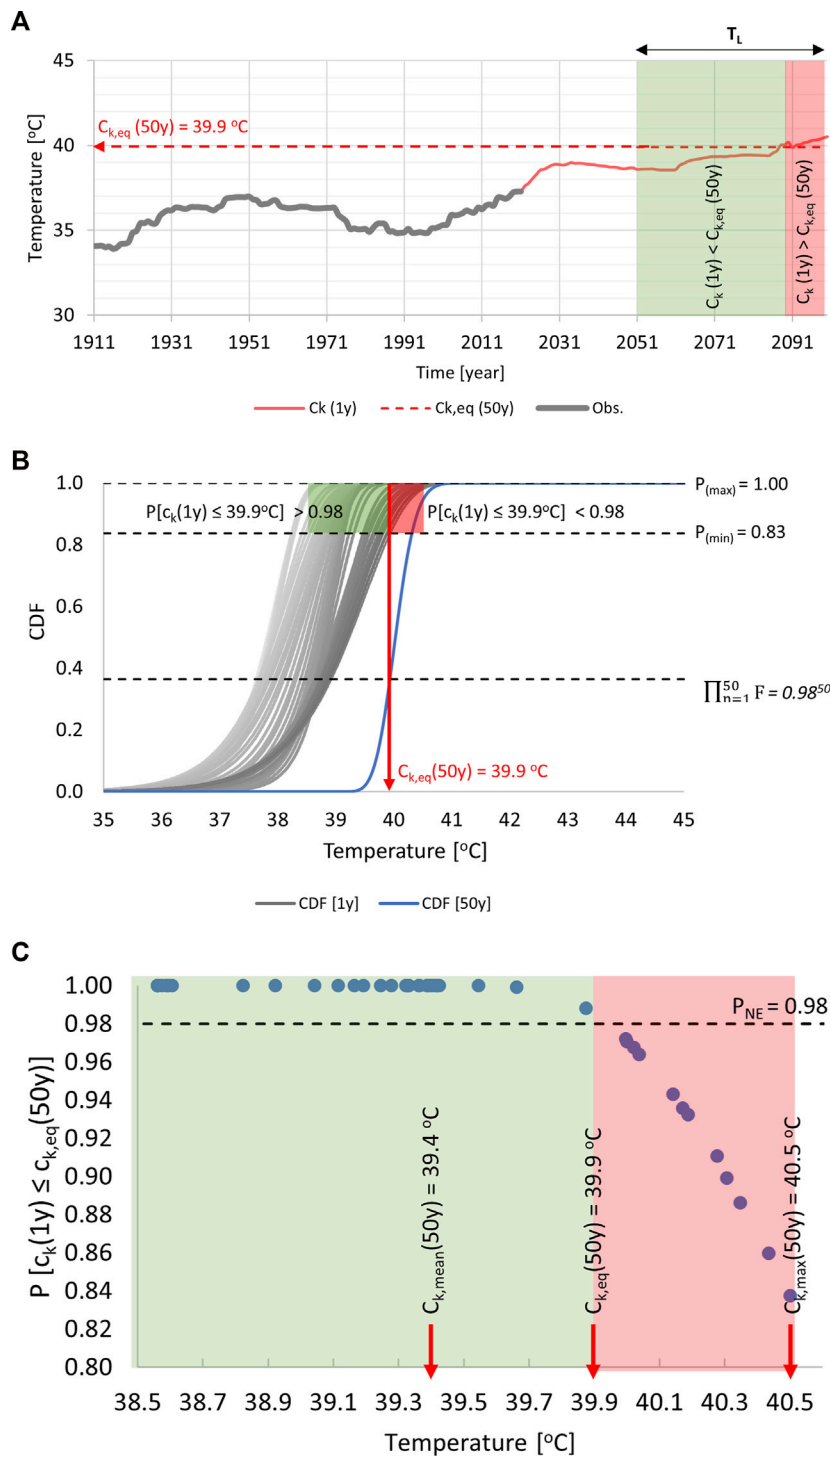 A
T_L
45
40
35
30
Temperature [°C]
C_k,eq (50y) = 39.9 °C
C_k (1y) < C_k,eq (50y)
C_k (1y) > C_k,eq (50y)
1911 1931 1951 1971 1991 2011 2031 2051 2071 2091
Time [year]
Ck (1y) Ck,eq (50y) Obs.
B
1.0
0.8
0.6
0.4
0.2
0.0
CDF
P[c_k(1y) ≤ 39.9°C] > 0.98
P[c_k(1y) ≤ 39.9°C] < 0.98
P_(max) = 1.00
P_(min) = 0.83
∏_{n=1}^{50} F = 0.98^50
C_k,eq(50y) = 39.9 °C
35 36 37 38 39 40 41 42 43 44 45
Temperature [°C]
CDF [1y] CDF [50y]
C
1.00
0.98
0.96
0.94
0.92
0.90
0.88
0.86
0.84
0.82
0.80
P [c_k(1y) ≤ c_k,eq(50y)]
P_NE = 0.98
C_k,mean(50y) = 39.4 °C
C_k,eq(50y) = 39.9 °C
C_k,max(50y) = 40.5 °C
38.5 38.7 38.9 39.1 39.3 39.5 39.7 39.9 40.1 40.3 40.5
Temperature [°C]